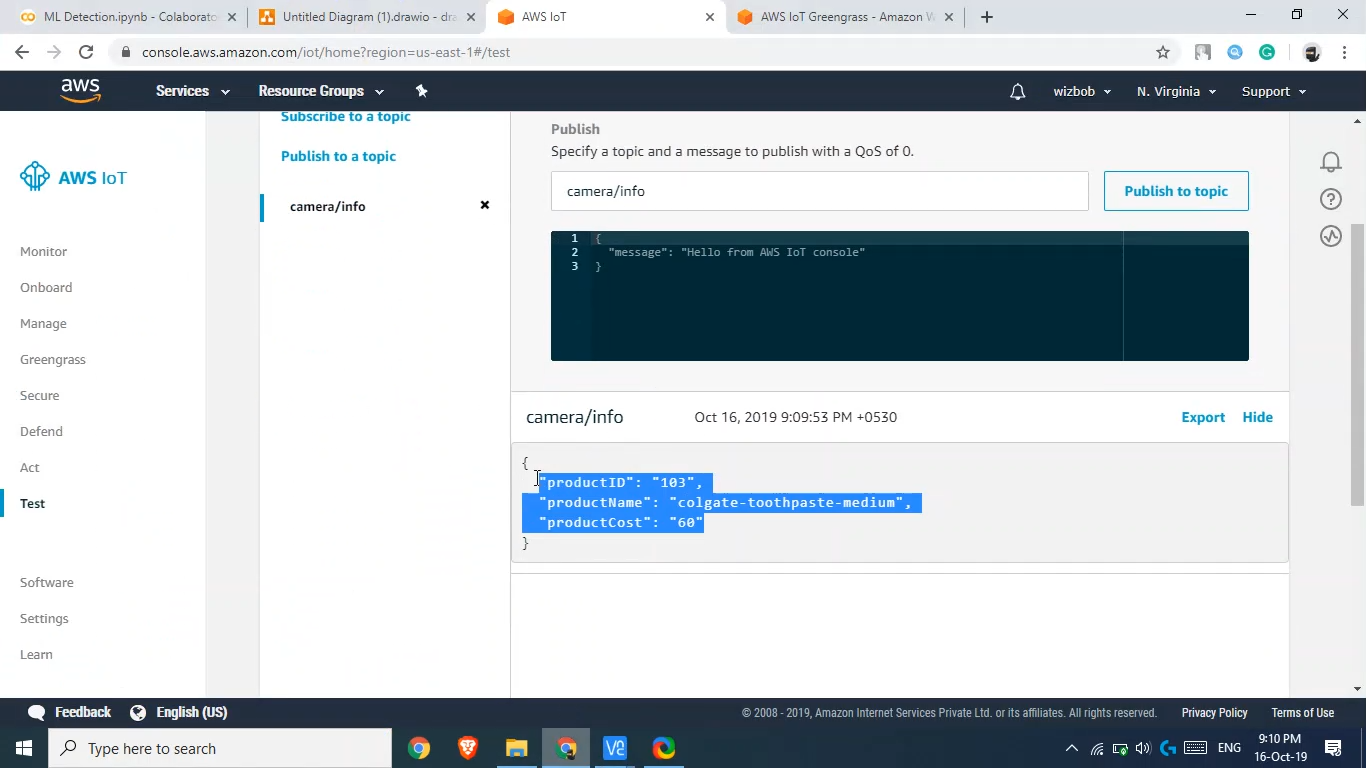 ML Detection.ipynb - Colaborato
Untitled Diagram (1).drawio - dra
AWS IoT
AWS IoT Greengrass - Amazon W
console.aws.amazon.com/iot/home?region=us-east-1#/test
aws
Services
Resource Groups
wizbob
N. Virginia
Support
AWS IoT
Monitor
Onboard
Manage
Greengrass
Secure
Defend
Act
Test
Software
Settings
Learn
Subscribe to a topic
Publish to a topic
camera/info
Publish
Specify a topic and a message to publish with a QoS of 0.
camera/info
Publish to topic
1 {
2 "message": "Hello from AWS IoT console"
3 }
camera/info
Oct 16, 2019 9:09:53 PM +0530
Export
Hide
{
"productID": "103",
"productName": "colgate-toothpaste-medium",
"productCost": "60"
}
Feedback
English (US)
© 2008 - 2019, Amazon Internet Services Private Ltd. or its affiliates. All rights reserved.
Privacy Policy
Terms of Use
Type here to search
ENG
9:10 PM
16-Oct-19